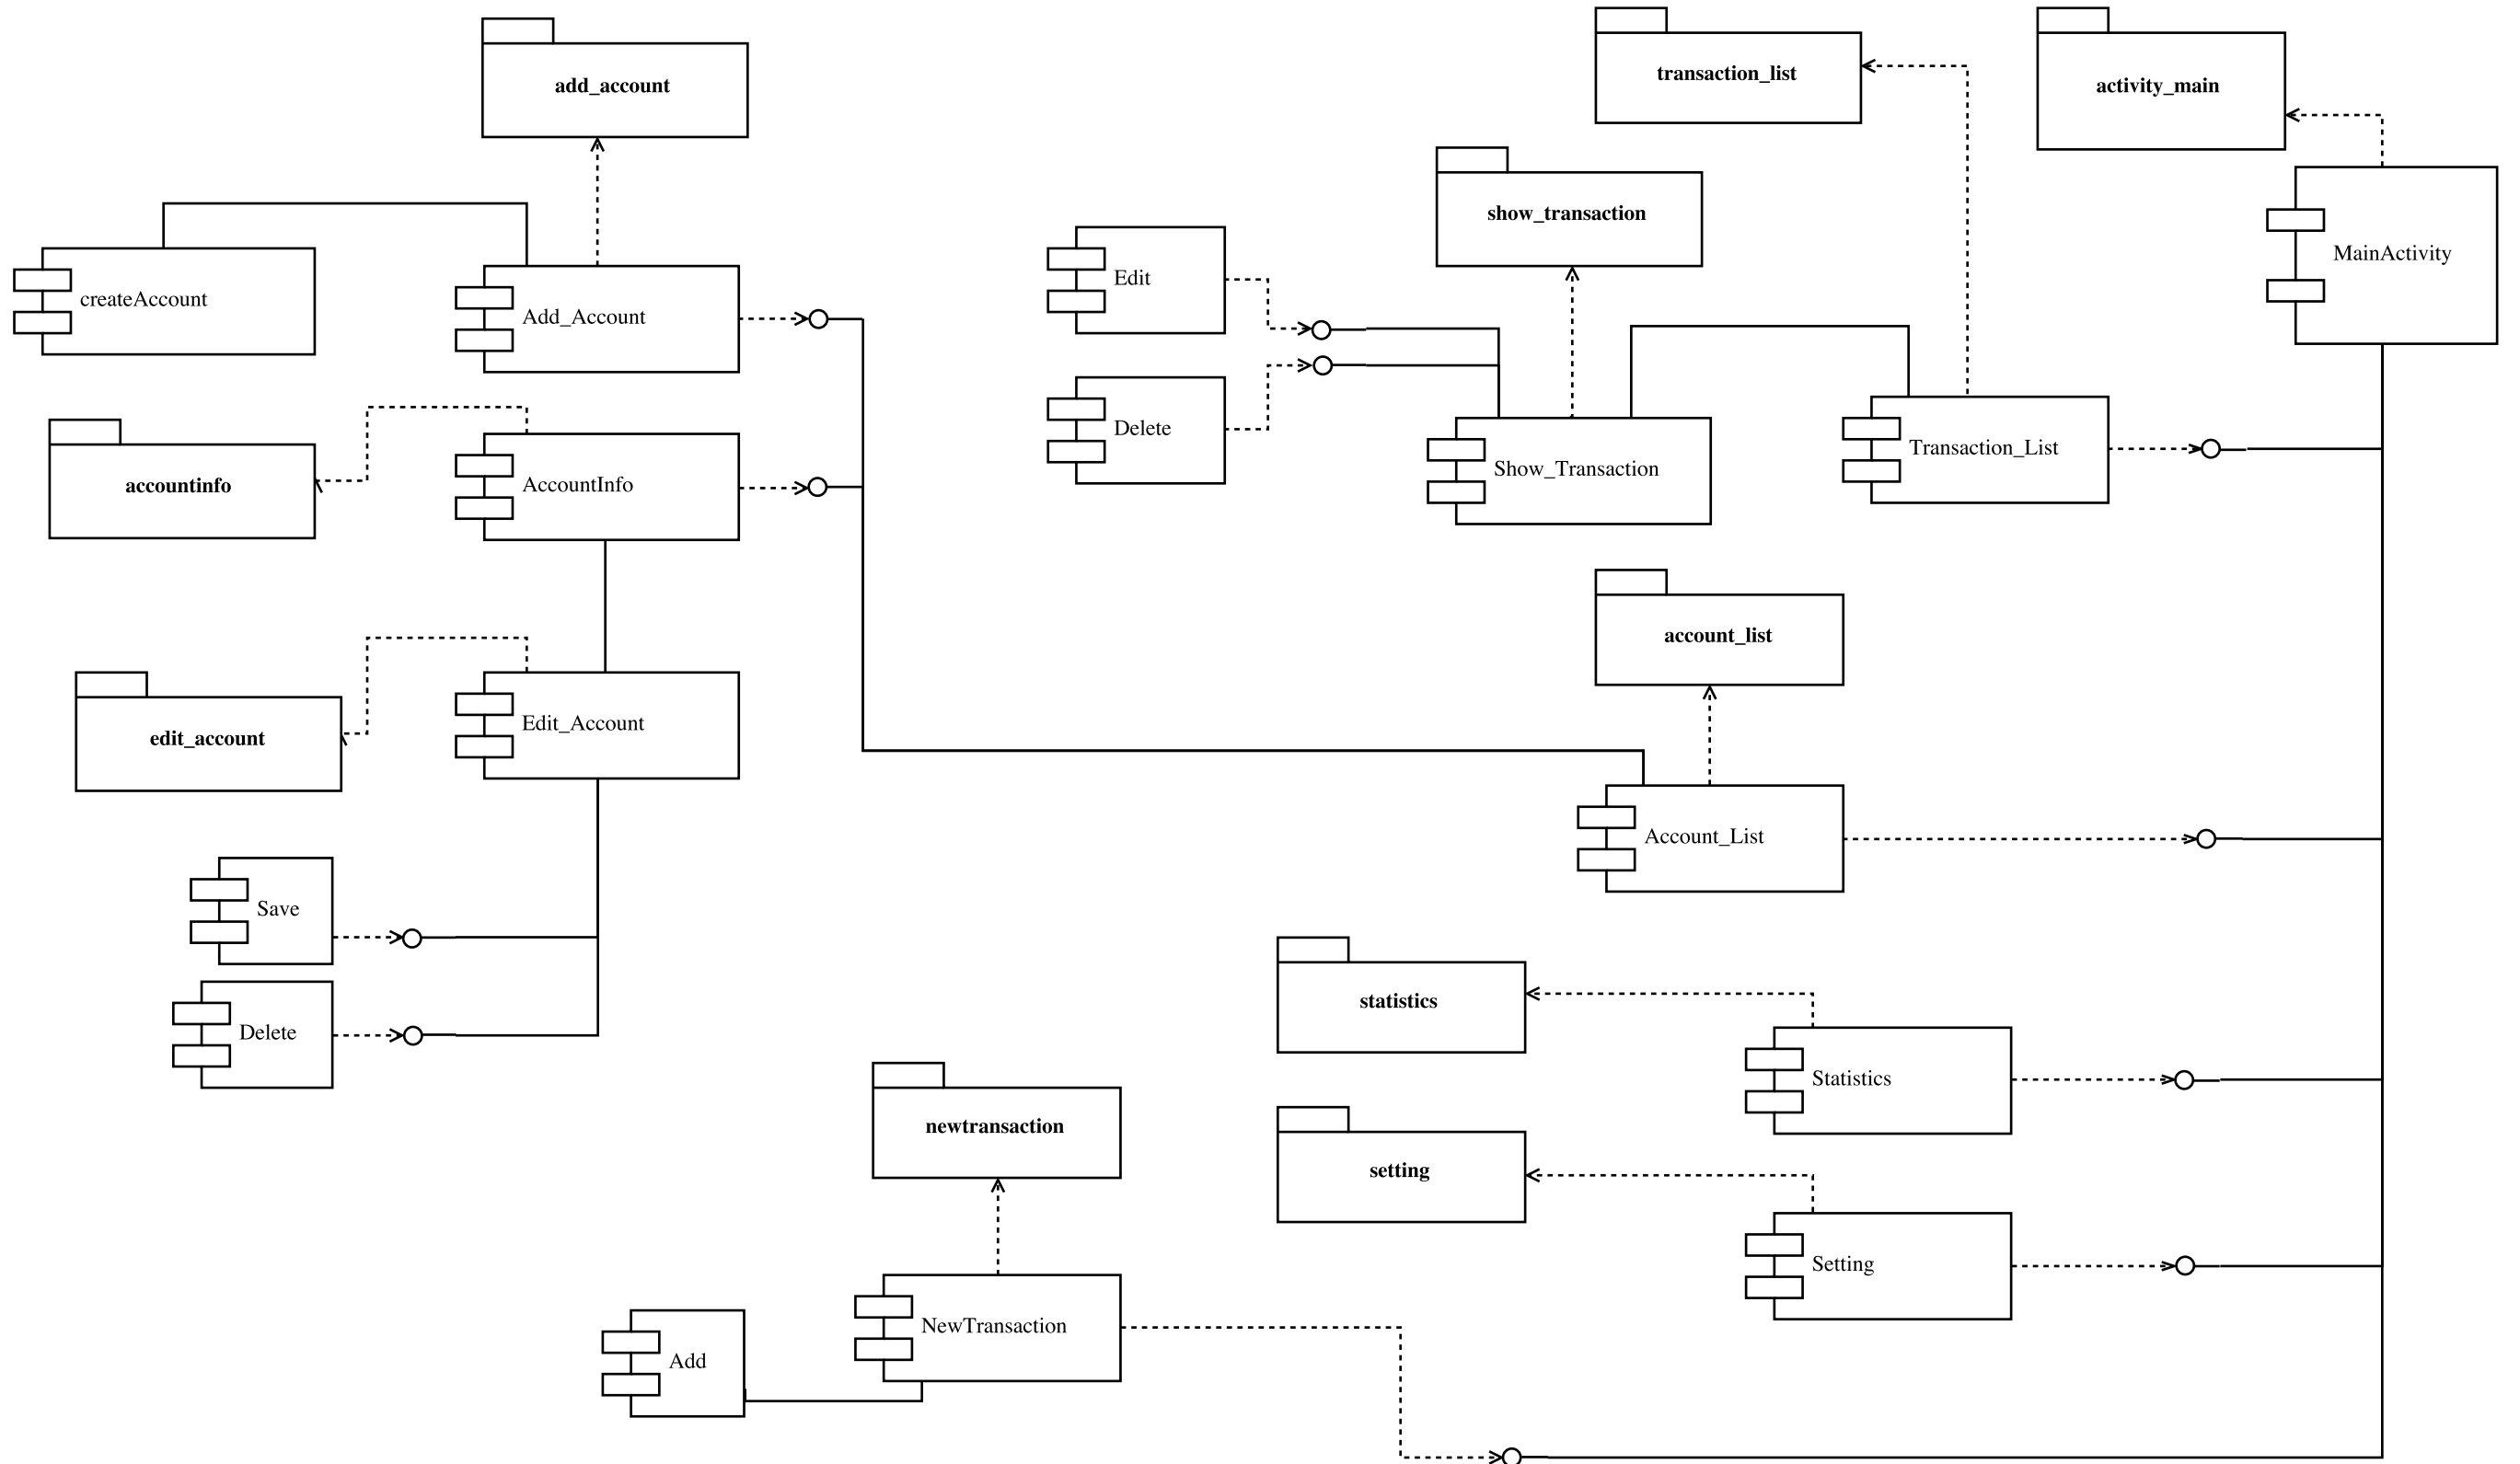 transaction_list
activity_main
add_account
show_transaction
MainActivity
Edit
createAccount
Add_Account
Delete
Transaction_List
Show_Transaction
accountinfo
AccountInfo
account_list
edit_account
Edit_Account
Account_List
Save
statistics
Delete
Statistics
newtransaction
setting
Setting
NewTransaction
Add